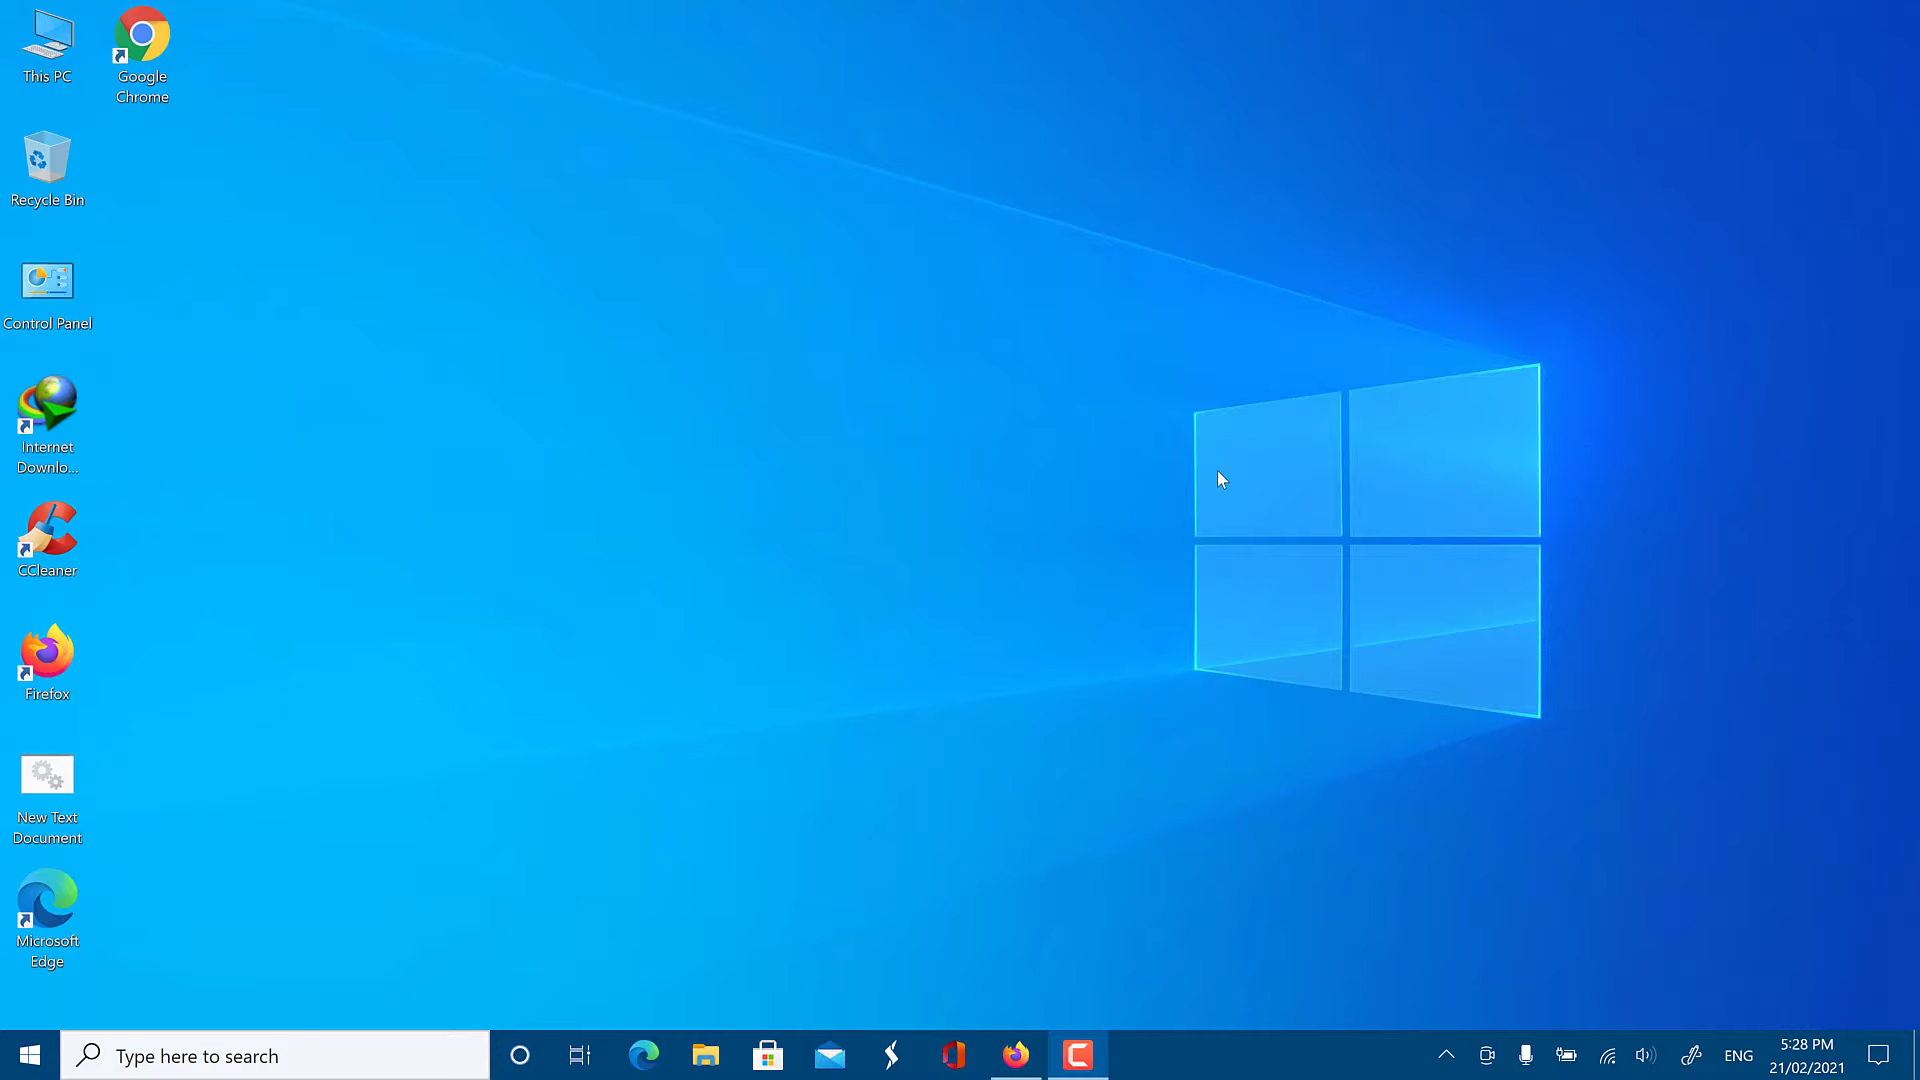 This PC
Google
Chrome
Recycle Bin
Control Panel
Internet
Downlo...
CCleaner
Firefox
New Text
Document
Microsoft
Edge
Type here to search
ENG
5:28 PM
21/02/2021